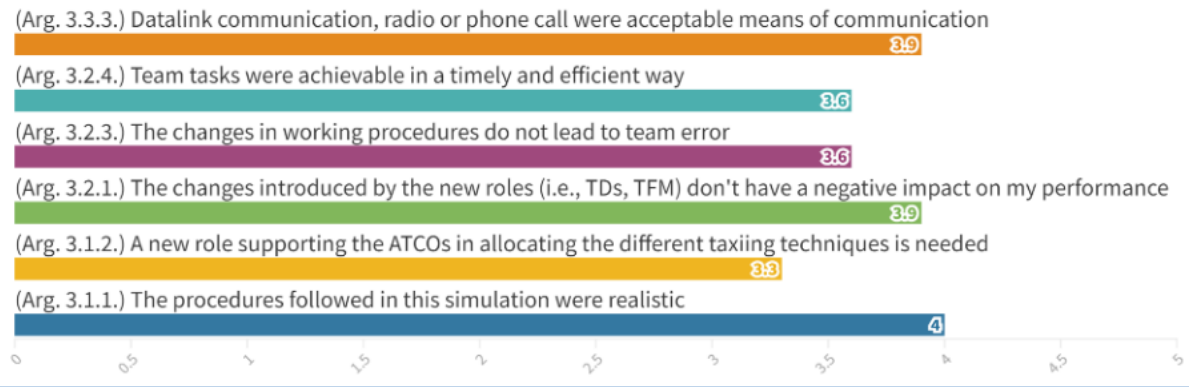 (Arg. 3.3.3.) Datalink communication, radio or phone call were acceptable means of communication
3.9
(Arg. 3.2.4.) Team tasks were achievable in a timely and efficient way
3.6
(Arg. 3.2.3.) The changes in working procedures do not lead to team error
3.6
(Arg. 3.2.1.) The changes introduced by the new roles (i.e., TDs, TFM) don't have a negative impact on my performance
3.9
(Arg. 3.1.2.) A new role supporting the ATCOs in allocating the different taxiing techniques is needed
3.3
(Arg. 3.1.1.) The procedures followed in this simulation were realistic
4
0 0.5 1 1.5 2 2.5 3 3.5 4 4.5 5